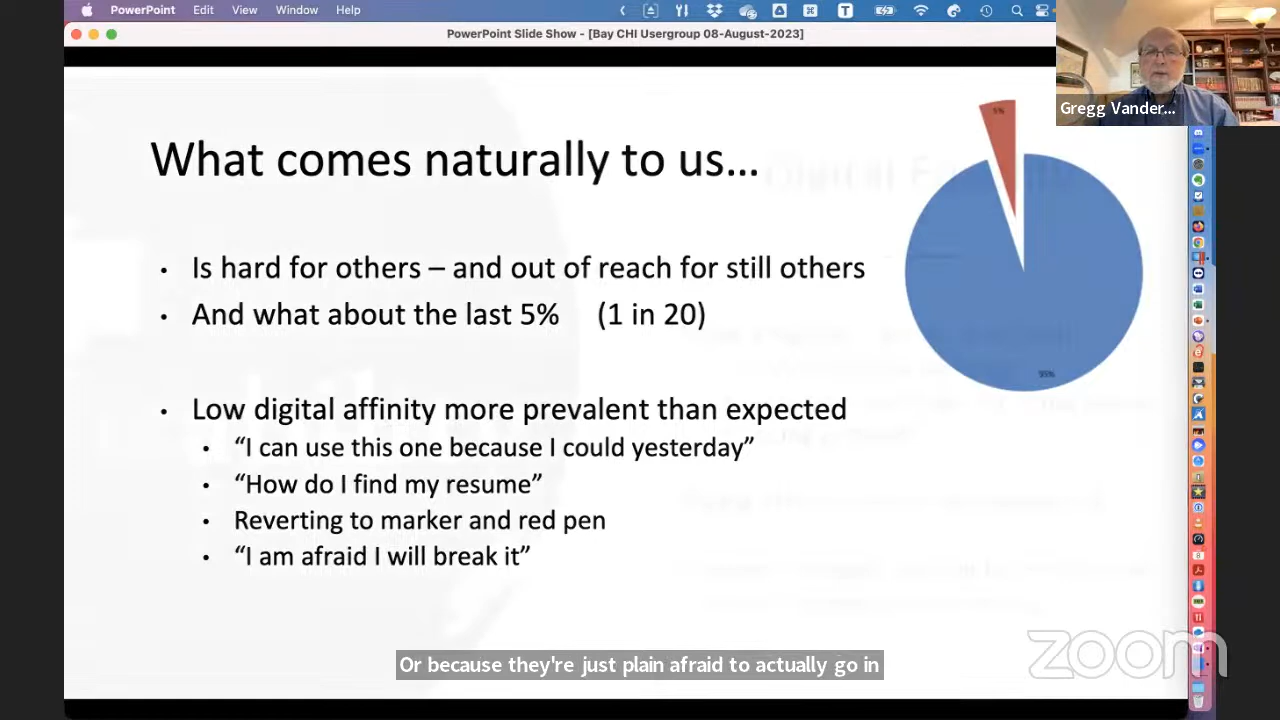 PowerPoint Edit View Window Help
PowerPoint Slide Show - [Bay CHI Usergroup 08-August-2023]
Gregg Vander...
What comes naturally to us...
5%
• Is hard for others – and out of reach for still others
• And what about the last 5% (1 in 20)
95%
• Low digital affinity more prevalent than expected
• “I can use this one because I could yesterday”
• “How do I find my resume”
• Reverting to marker and red pen
• “I am afraid I will break it”
Or because they're just plain afraid to actually go in
zoom